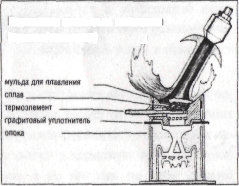 мульда для плавления
сплав
термоэлемент
графитовый уплотнитель
опока